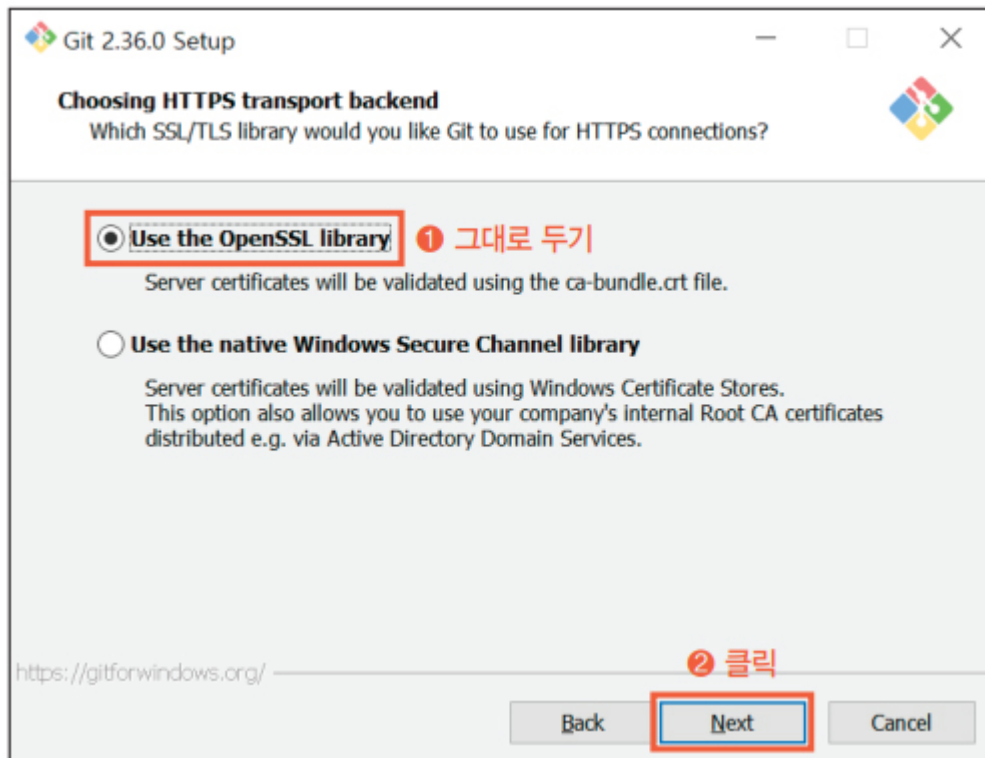 Git 2.36.0 Setup
Choosing HTTPS transport backend
Which SSL/TLS library would you like Git to use for HTTPS connections?
Use the OpenSSL library ❶ 그대로 두기
Server certificates will be validated using the ca-bundle.crt file.
Use the native Windows Secure Channel library
Server certificates will be validated using Windows Certificate Stores.
This option also allows you to use your company's internal Root CA certificates
distributed e.g. via Active Directory Domain Services.
https://gitforwindows.org/
❷ 클릭
Back Next Cancel